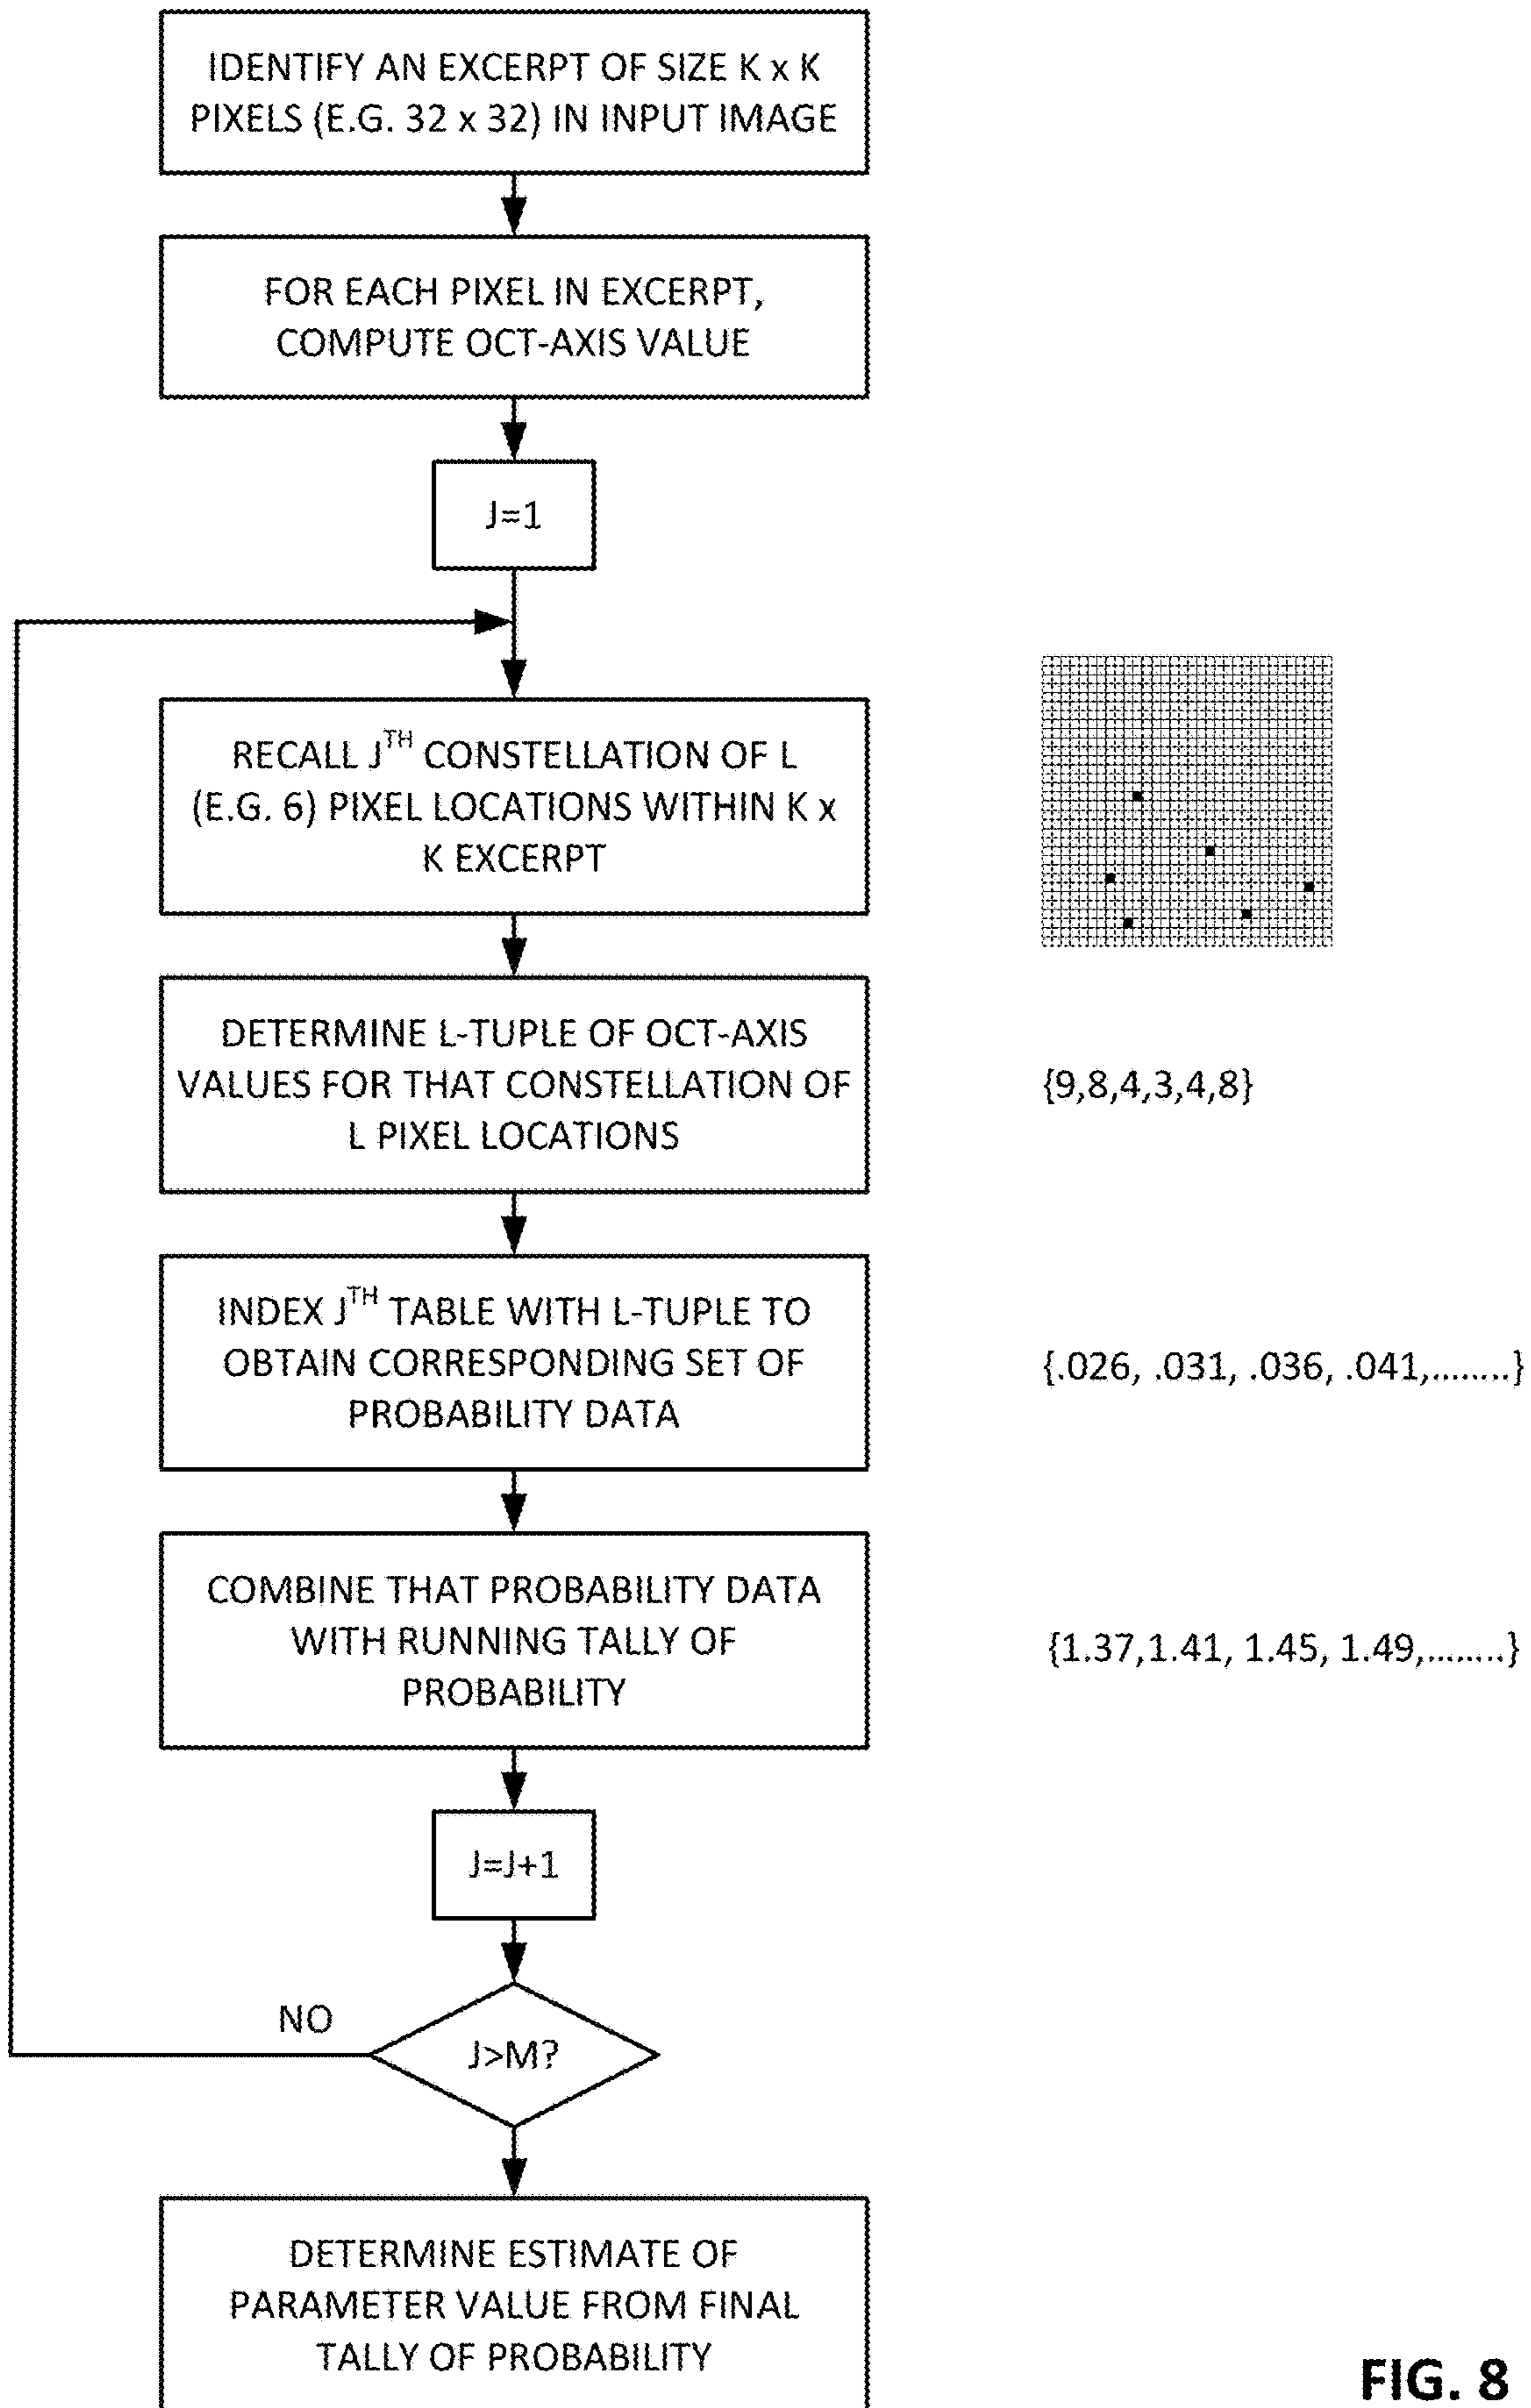 IDENTIFY AN EXCERPT OF SIZE K x K
PIXELS (E.G. 32 x 32) IN INPUT IMAGE
FOR EACH PIXEL IN EXCERPT,
COMPUTE OCT-AXIS VALUE
J=1
RECALL JTH CONSTELLATION OF L
(E.G. 6) PIXEL LOCATIONS WITHIN K x
K EXCERPT
DETERMINE L-TUPLE OF OCT-AXIS
VALUES FOR THAT CONSTELLATION OF
L PIXEL LOCATIONS
{9,8,4,3,4,8}
INDEX JTH TABLE WITH L-TUPLE TO
OBTAIN CORRESPONDING SET OF
PROBABILITY DATA
{.026, .031, .036, .041,........}
COMBINE THAT PROBABILITY DATA
WITH RUNNING TALLY OF
PROBABILITY
{1.37,1.41, 1.45, 1.49,........}
J=J+1
NO
J>M?
DETERMINE ESTIMATE OF
PARAMETER VALUE FROM FINAL
TALLY OF PROBABILITY
FIG. 8